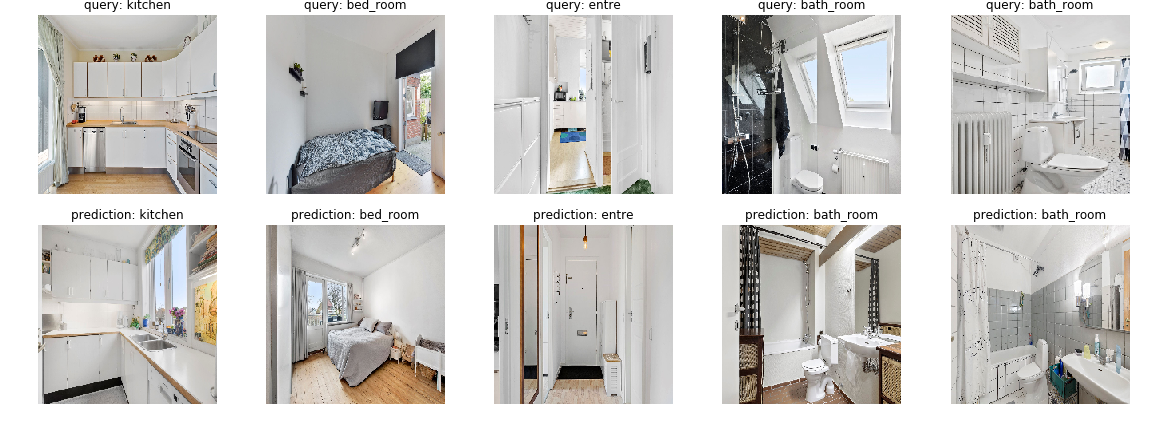 query: kitchen
query: bed_room
query: entre
query: bath_room
query: bath_room
prediction: kitchen
prediction: bed_room
prediction: entre
prediction: bath_room
prediction: bath_room